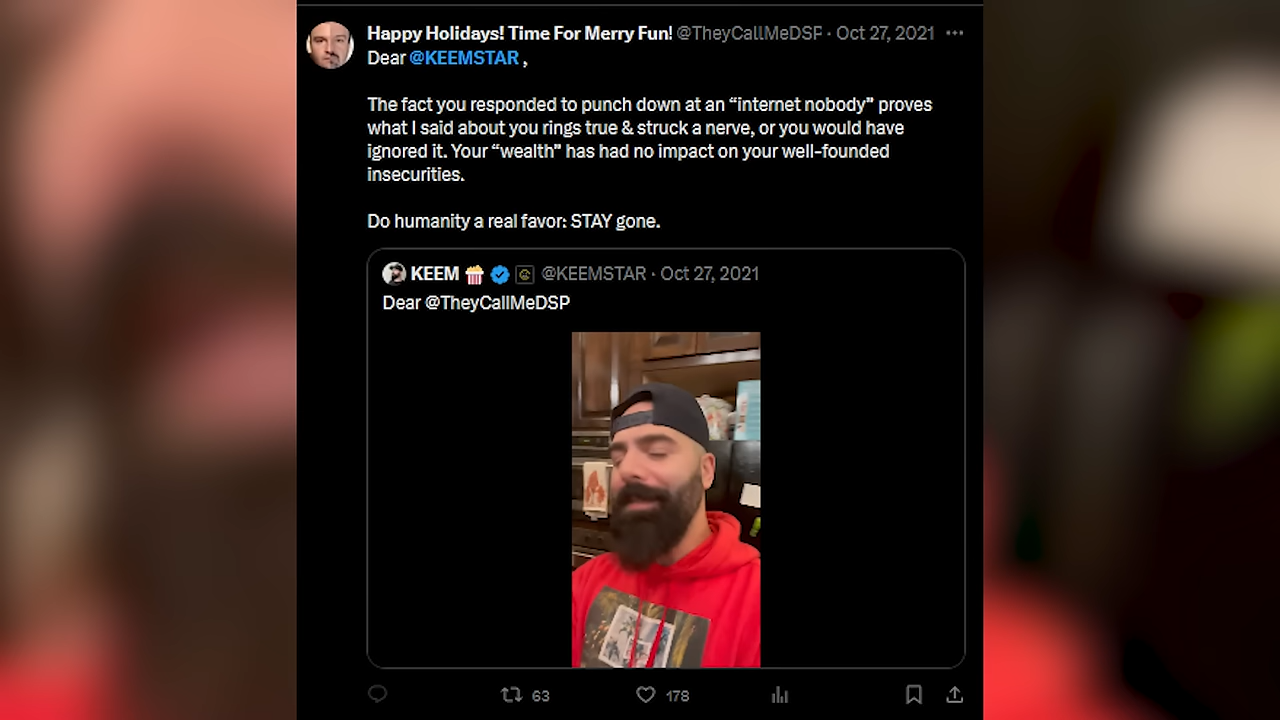 Happy Holidays! Time For Merry Fun! @TheyCallMeDSP · Oct 27, 2021
Dear @KEEMSTAR ,
The fact you responded to punch down at an “internet nobody” proves
what I said about you rings true & struck a nerve, or you would have
ignored it. Your “wealth” has had no impact on your well-founded
insecurities.
Do humanity a real favor: STAY gone.
KEEM 🍿 @KEEMSTAR · Oct 27, 2021
Dear @TheyCallMeDSP
63 178